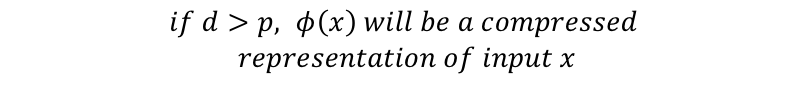 if d > p, ϕ(x) will be a compressed
representation of input x